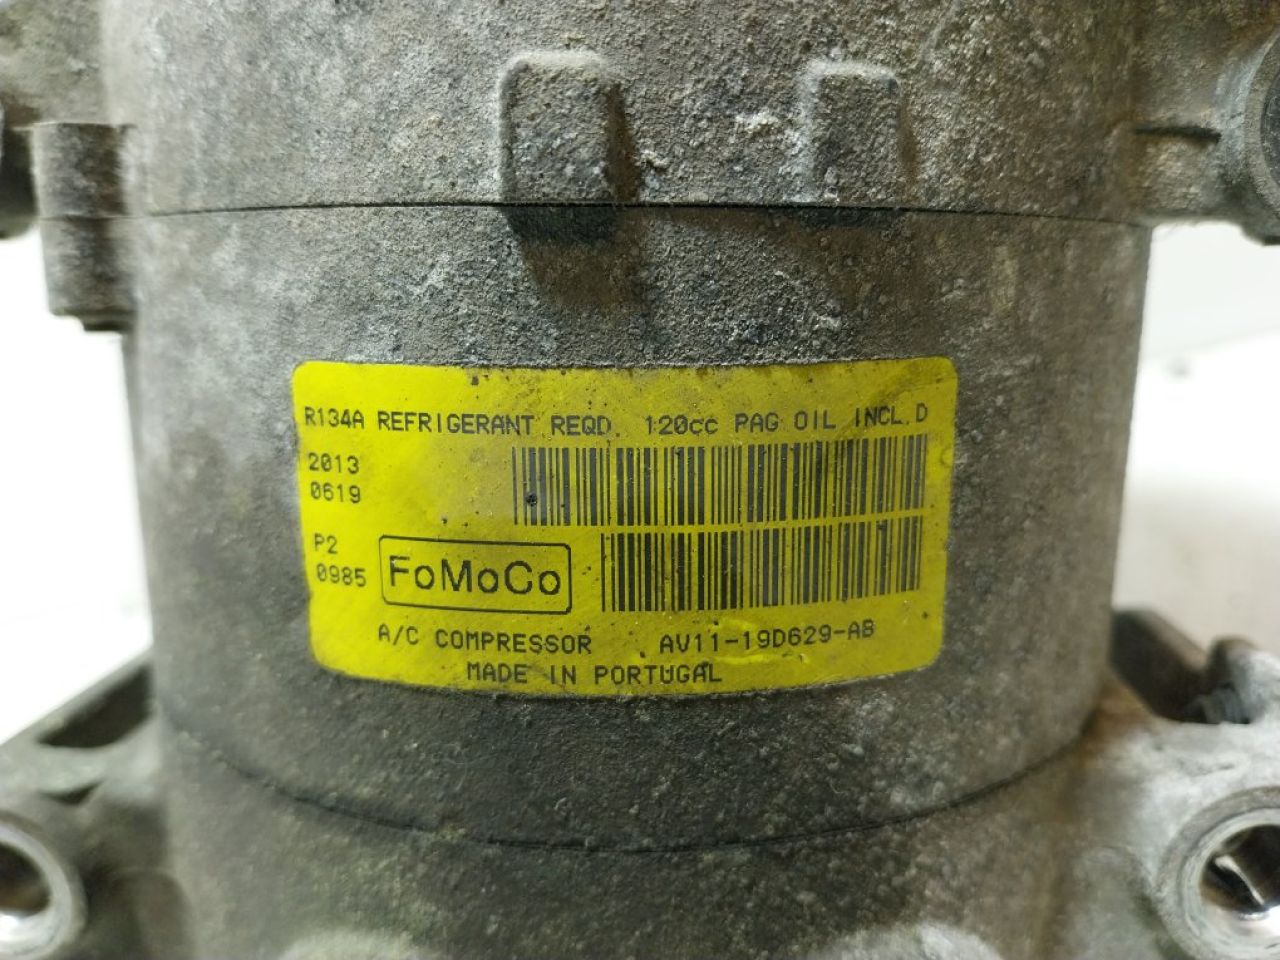 R134A REFRIGERANT REQD. 120cc PAG OIL INCL.D
2013
0619
P2
0985
FoMoCo
A/C COMPRESSOR AV11-19D629-AB
MADE IN PORTUGAL